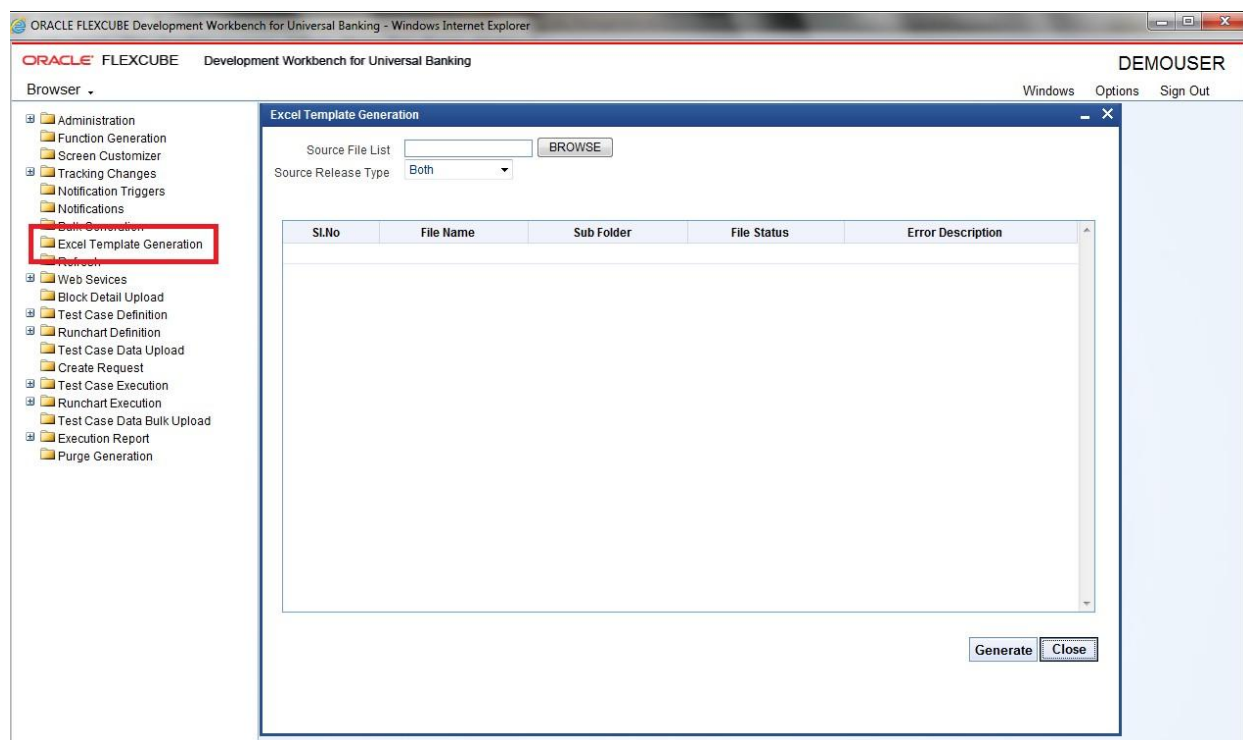 ORACLE FLEXCUBE Development Workbench for Universal Banking - Windows Internet Explorer
ORACLE FLEXCUBE Development Workbench for Universal Banking
DEMOUSER
Browser
Windows Options Sign Out
Administration
Function Generation
Screen Customizer
Tracking Changes
Notification Triggers
Notifications
Bulk Generation
Excel Template Generation
Refresh
Web Sevices
Block Detail Upload
Test Case Definition
Runchart Definition
Test Case Data Upload
Create Request
Test Case Execution
Runchart Execution
Test Case Data Bulk Upload
Execution Report
Purge Generation
Excel Template Generation
Source File List BROWSE
Source Release Type Both
Sl.No File Name Sub Folder File Status Error Description
Generate Close